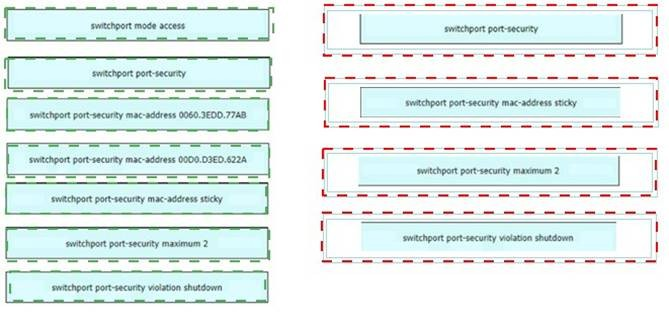 switchport mode access
switchport port-security
switchport port-security mac-address 0060.3EDD.77AB
switchport port-security mac-address 00D0.D3ED.622A
switchport port-security mac-address sticky
switchport port-security maximum 2
switchport port-security violation shutdown
switchport port-security
switchport port-security mac-address sticky
switchport port-security maximum 2
switchport port-security violation shutdown